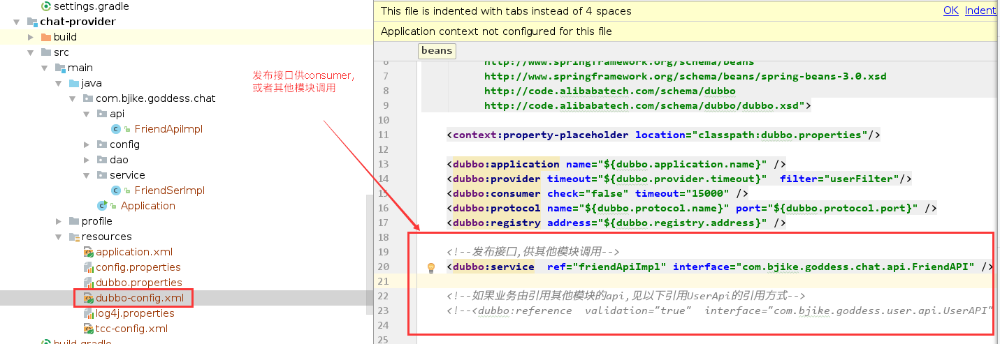 settings.gradle
chat-provider
build
src
main
java
com.bjike.goddess.chat
api
FriendApiImpl
config
dao
service
FriendSerImpl
Application
profile
resources
application.xml
config.properties
dubbo.properties
dubbo-config.xml
log4j.properties
tcc-config.xml
build.gradle
发布接口供consumer,
或者其他模块调用
This file is indented with tabs instead of 4 spaces OK Indent
Application context not configured for this file
beans
6 http://www.springframework.org/schema/beans
7 http://www.springframework.org/schema/beans/spring-beans-3.0.xsd
8 http://code.alibabatech.com/schema/dubbo
9 http://code.alibabatech.com/schema/dubbo/dubbo.xsd">
10
11 <context:property-placeholder location="classpath:dubbo.properties"/>
12
13 <dubbo:application name="${dubbo.application.name}" />
14 <dubbo:provider timeout="${dubbo.provider.timeout}"  filter="userFilter"/>
15 <dubbo:consumer check="false" timeout="15000" />
16 <dubbo:protocol name="${dubbo.protocol.name}" port="${dubbo.protocol.port}" />
17 <dubbo:registry address="${dubbo.registry.address}" />
18
19 <!--发布接口,供其他模块调用-->
20 <dubbo:service  ref="friendApiImpl" interface="com.bjike.goddess.chat.api.FriendAPI" />
21
22 <!--如果业务由引用其他模块的api,见以下引用UserApi的引用方式-->
23 <!--<dubbo:reference  validation="true"  interface="com.bjike.goddess.user.api.UserAPI"
24
25